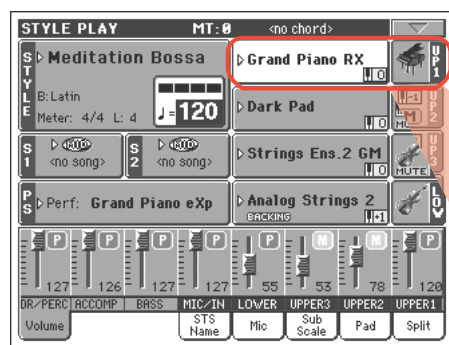 STYLE PLAY MT:0 <no chord>
STYLE
Meditation Bossa
B:Latin
Meter: 4/4 L: 4 ♩=120
Grand Piano RX
0
UP1
Dark Pad
0
-1
UP2
S1 <no song>
S2 <no song>
Strings Ens.2 GM
0
MUTE
UP3
PS Perf: Grand Piano eXp
Analog Strings 2
BACKING
+1
LOW
P P P P P M M P
127 126 127 127 55 53 78 120
DR/PERC ACCOMP BASS MIC/IN LOWER UPPER3 UPPER2 UPPER1
Volume STS Name Mic Sub Scale Pad Split